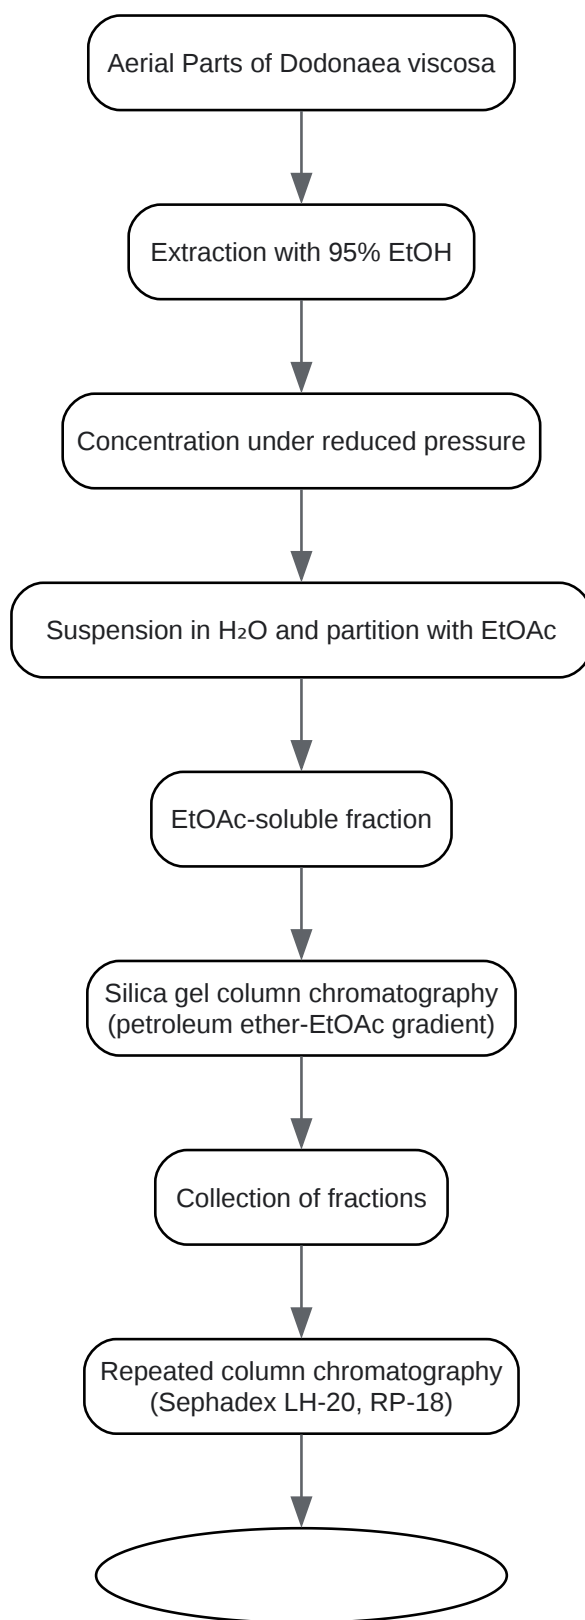 Aerial Parts of Dodonaea viscosa
Extraction with 95% EtOH
Concentration under reduced pressure
Suspension in H₂O and partition with EtOAc
EtOAc-soluble fraction
Silica gel column chromatography
(petroleum ether-EtOAc gradient)
Collection of fractions
Repeated column chromatography
(Sephadex LH-20, RP-18)